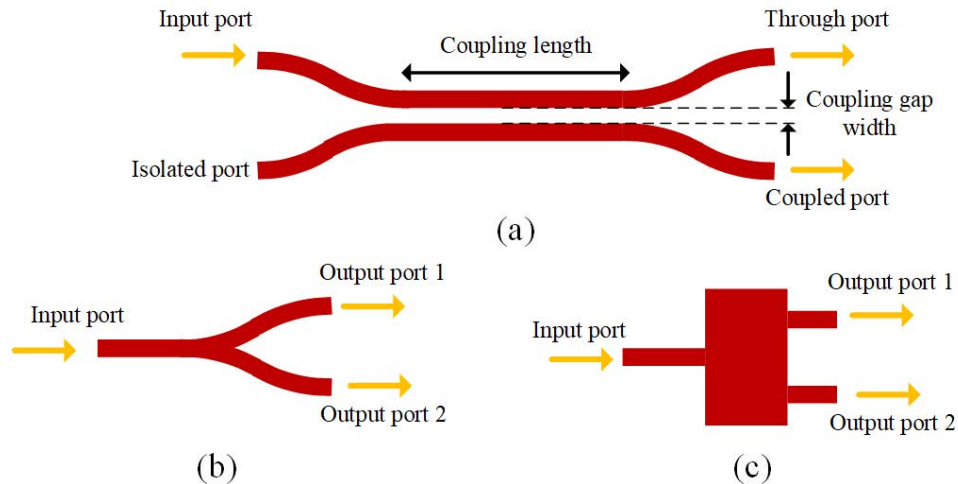 Input port
Through port
Coupling length
Coupling gap
width
Isolated port
Coupled port
(a)
Output port 1
Input port
Output port 2
(b)
Output port 1
Input port
Output port 2
(c)